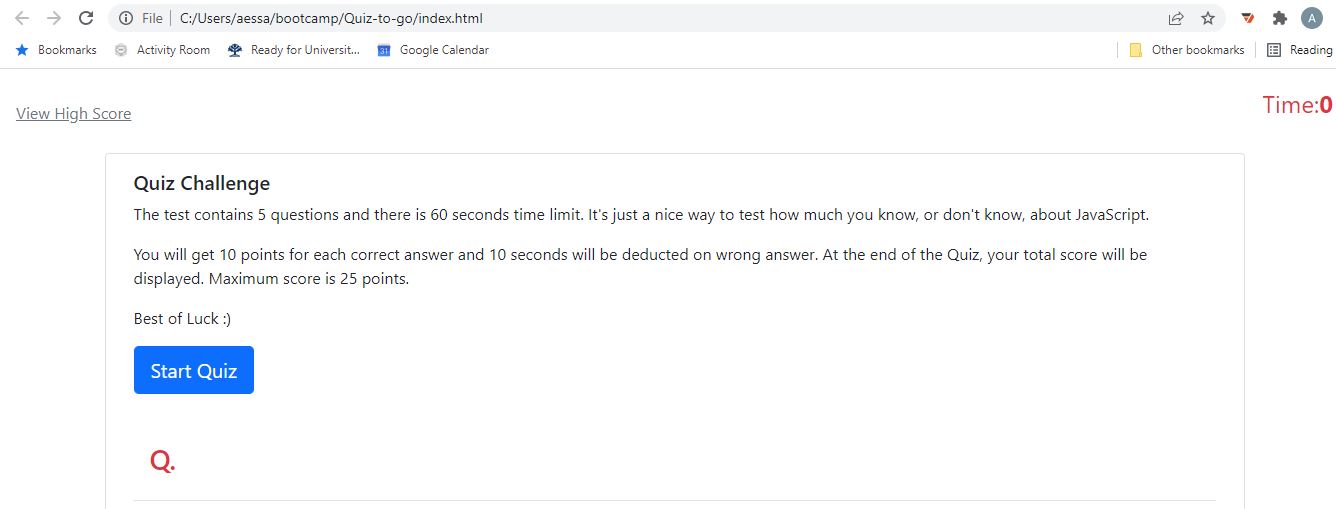 File | C:/Users/aessa/bootcamp/Quiz-to-go/index.html
A
Bookmarks Activity Room Ready for Universit... 31 Google Calendar Other bookmarks Reading
View High Score
Time:0
Quiz Challenge
The test contains 5 questions and there is 60 seconds time limit. It's just a nice way to test how much you know, or don't know, about JavaScript.
You will get 10 points for each correct answer and 10 seconds will be deducted on wrong answer. At the end of the Quiz, your total score will be
displayed. Maximum score is 25 points.
Best of Luck :)
Start Quiz
Q.